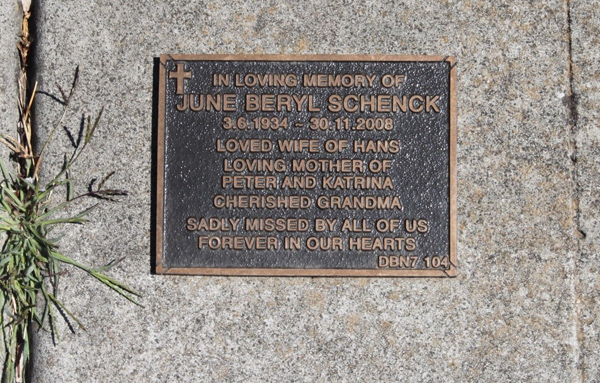 IN LOVING MEMORY OF
JUNE BERYL SCHENCK
3.6.1934 - 30.11.2008
LOVED WIFE OF HANS
LOVING MOTHER OF
PETER AND KATRINA
CHERISHED GRANDMA
SADLY MISSED BY ALL OF US
FOREVER IN OUR HEARTS
DBN7 104